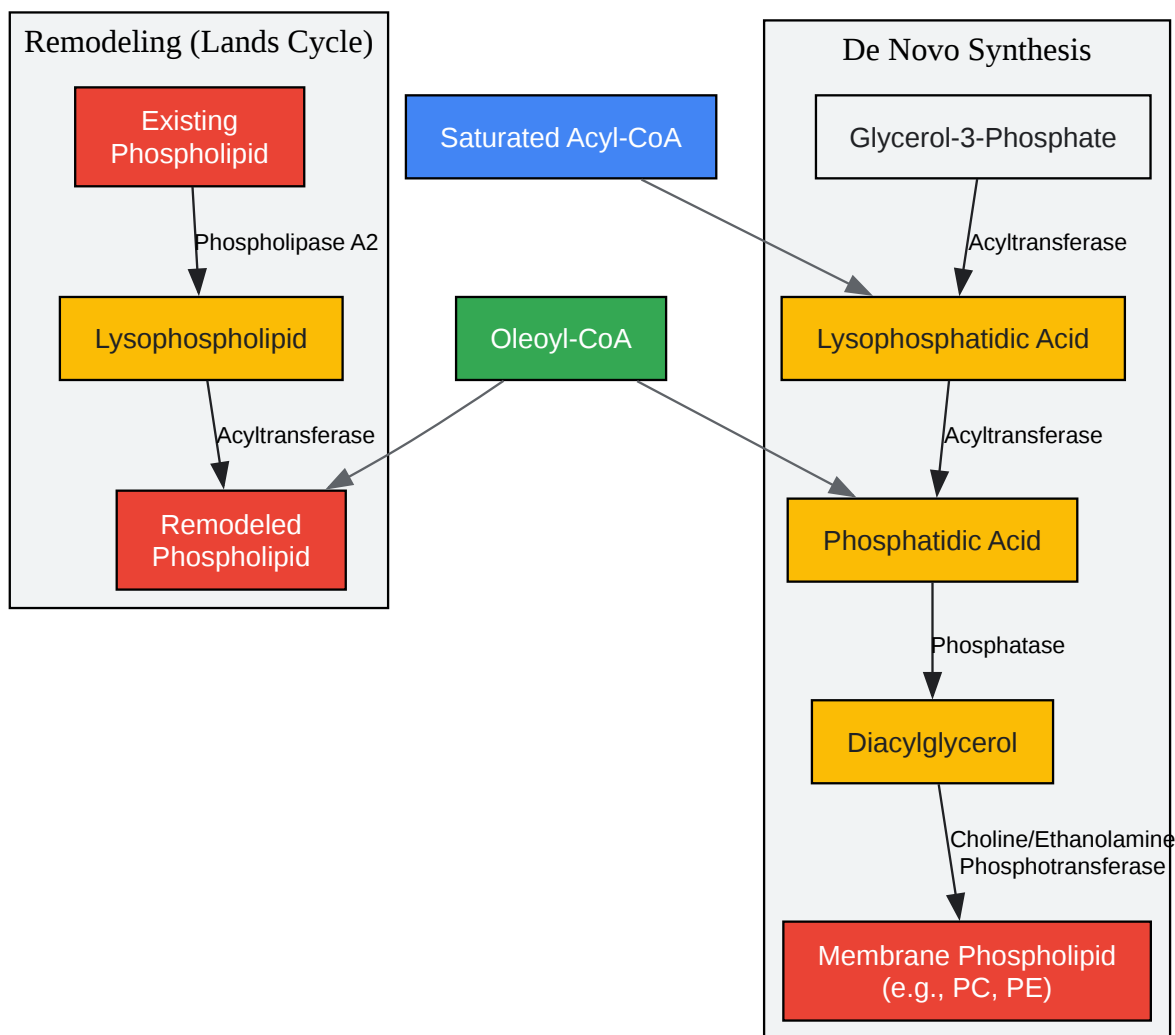 Remodeling (Lands Cycle)
Existing
Phospholipid
Phospholipase A2
Lysophospholipid
Acyltransferase
Remodeled
Phospholipid
Saturated Acyl-CoA
Oleoyl-CoA
De Novo Synthesis
Glycerol-3-Phosphate
Acyltransferase
Lysophosphatidic Acid
Acyltransferase
Phosphatidic Acid
Phosphatase
Diacylglycerol
Choline/Ethanolamine
Phosphotransferase
Membrane Phospholipid
(e.g., PC, PE)